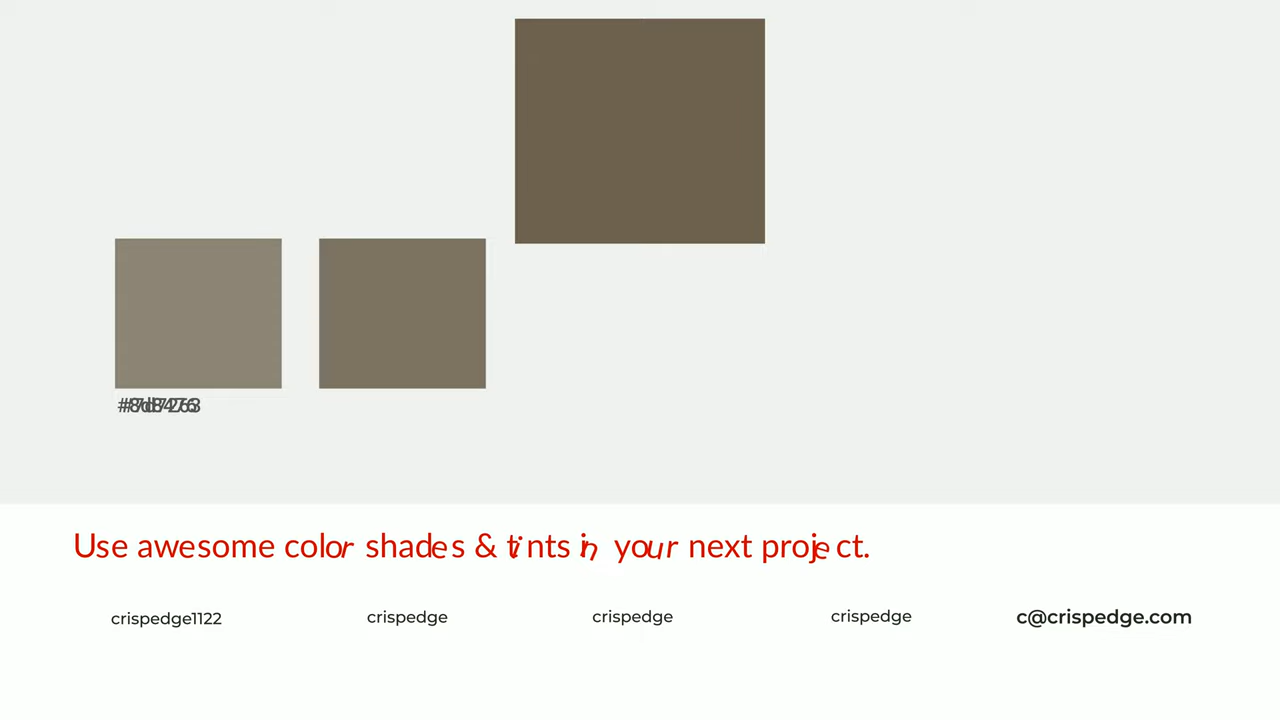 Use awesome color shades & tints in your next project.
crispedge1122 crispedge crispedge crispedge c@crispedge.com